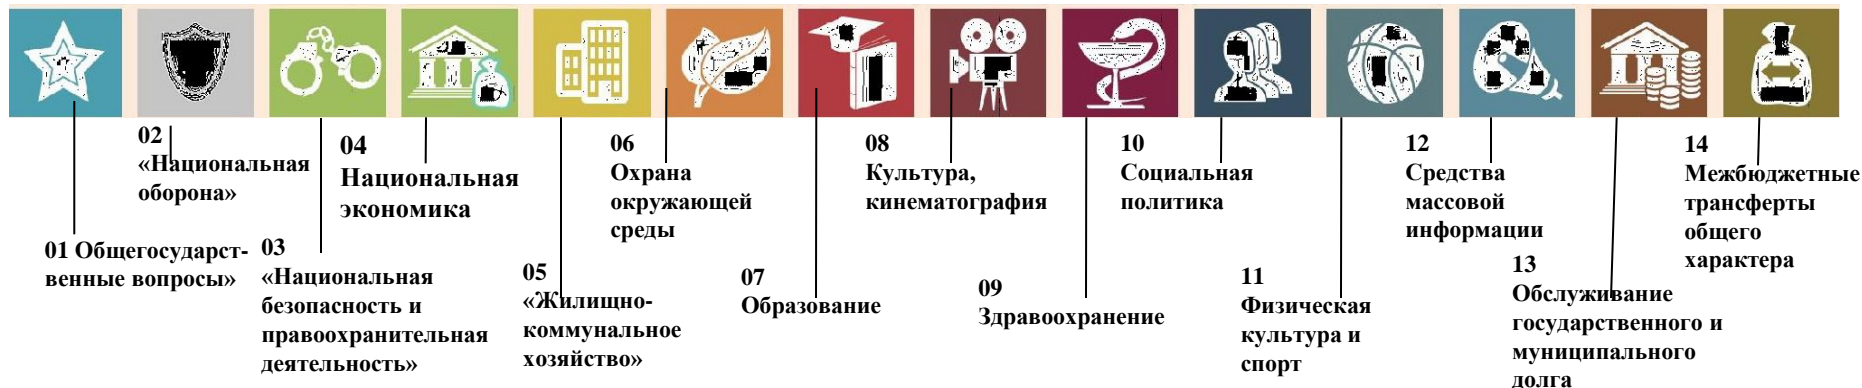 01 Общегосударст-
венные вопросы»
02
«Национальная
оборона»
03
«Национальная
безопасность и
правоохранительная
деятельность»
04
Национальная
экономика
05
«Жилищно-
коммунальное
хозяйство»
06
Охрана
окружающей
среды
07
Образование
08
Культура,
кинематография
09
Здравоохранение
10
Социальная
политика
11
Физическая
культура и
спорт
12
Средства
массовой
информации
13
Обслуживание
государственного и
муниципального
долга
14
Межбюджетные
трансферты
общего
характера